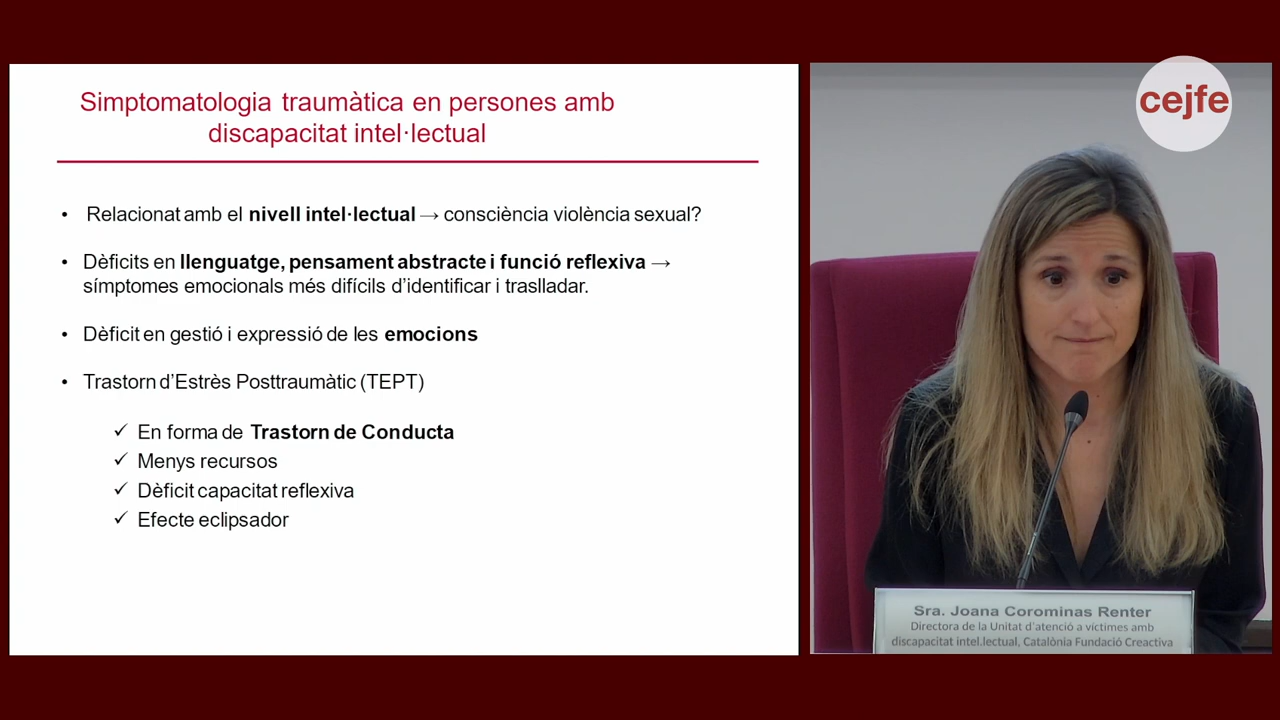 Simptomatologia traumàtica en persones amb
discapacitat intel·lectual
• Relacionat amb el nivell intel·lectual → consciència violència sexual?
• Dèficits en llenguatge, pensament abstracte i funció reflexiva →
símptomes emocionals més difícils d’identificar i traslladar.
• Dèficit en gestió i expressió de les emocions
• Trastorn d’Estrès Posttraumàtic (TEPT)
✓ En forma de Trastorn de Conducta
✓ Menys recursos
✓ Dèficit capacitat reflexiva
✓ Efecte eclipsador
cejfe
Sra. Joana Corominas Renter
Directora de la Unitat d’atenció a víctimes amb
discapacitat intel.lectual, Catalònia Fundació Creactiva